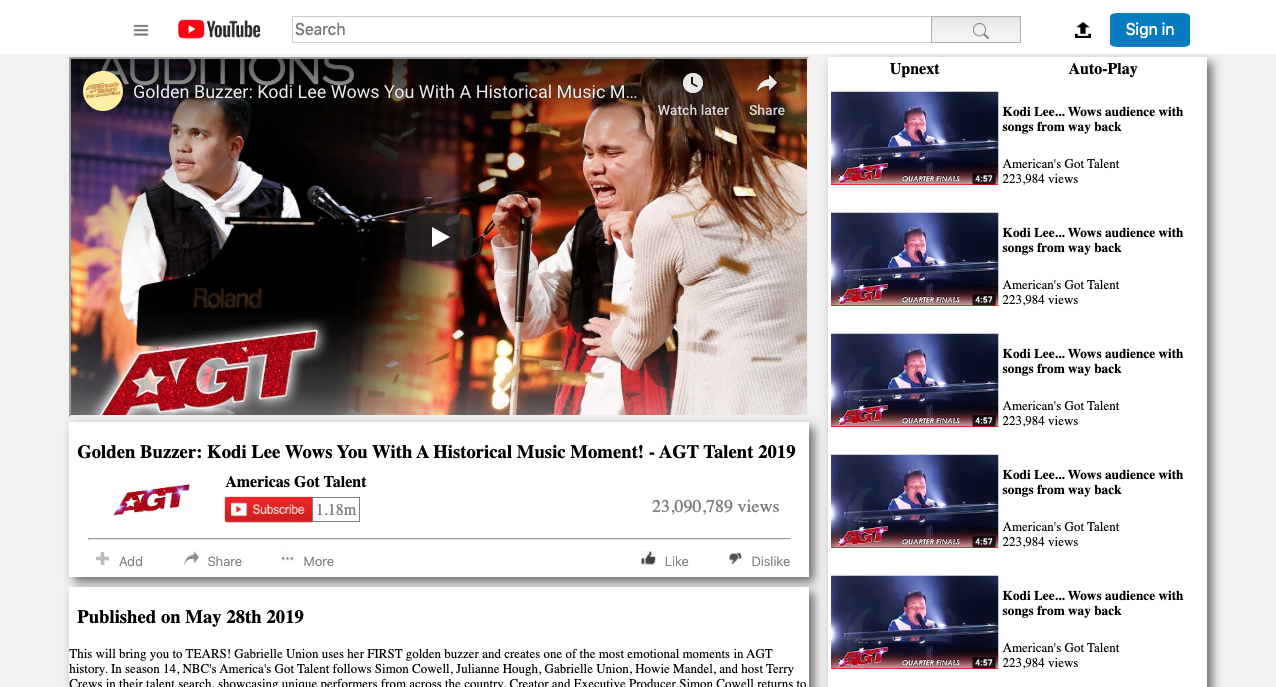 YouTube
Search
Sign in
AUDITIONS
Golden Buzzer: Kodi Lee Wows You With A Historical Music M...
Watch later
Share
Roland
AGT
Golden Buzzer: Kodi Lee Wows You With A Historical Music Moment! - AGT Talent 2019
AGT
Americas Got Talent
Subscribe 1.18m
23,090,789 views
Add
Share
More
Like
Dislike
Published on May 28th 2019
This will bring you to TEARS! Gabrielle Union uses her FIRST golden buzzer and creates one of the most emotional moments in AGT
history. In season 14, NBC's America's Got Talent follows Simon Cowell, Julianne Hough, Gabrielle Union, Howie Mandel, and host Terry
Crews in their talent search, showcasing unique performers from across the country. Creator and Executive Producer Simon Cowell returns to
Upnext
Auto-Play
AGT
QUARTER FINALS
4:57
Kodi Lee... Wows audience with
songs from way back
American's Got Talent
223,984 views
AGT
QUARTER FINALS
4:57
Kodi Lee... Wows audience with
songs from way back
American's Got Talent
223,984 views
AGT
QUARTER FINALS
4:57
Kodi Lee... Wows audience with
songs from way back
American's Got Talent
223,984 views
AGT
QUARTER FINALS
4:57
Kodi Lee... Wows audience with
songs from way back
American's Got Talent
223,984 views
AGT
QUARTER FINALS
4:57
Kodi Lee... Wows audience with
songs from way back
American's Got Talent
223,984 views